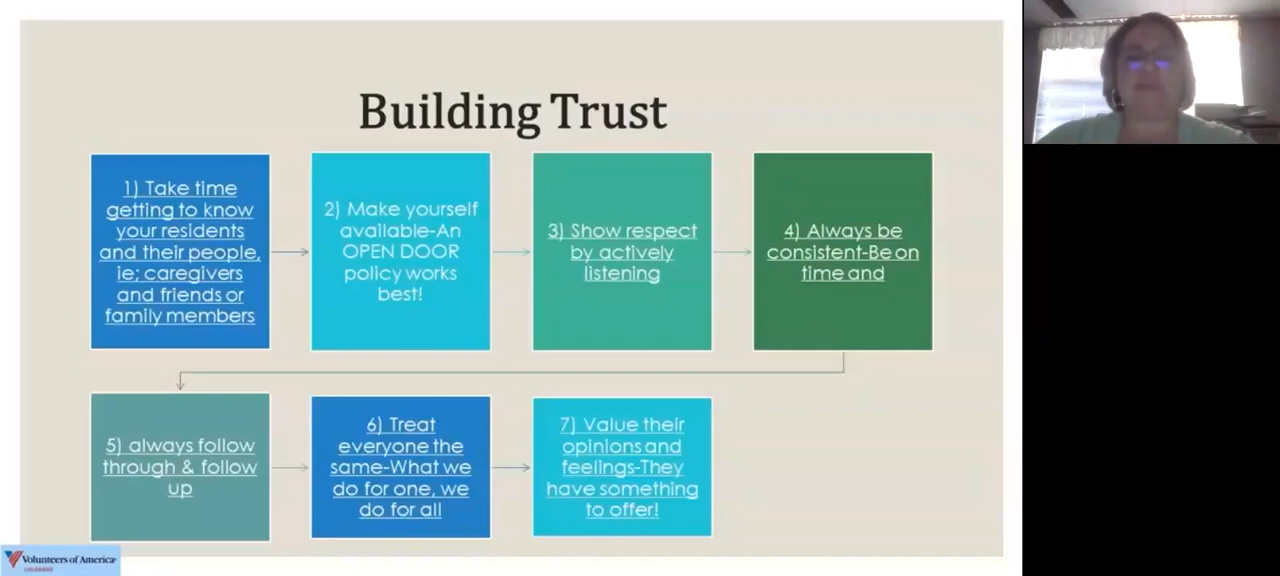 Building Trust
1) Take time
getting to know
your residents
and their people,
ie; caregivers
and friends or
family members
2) Make yourself
available-An
OPEN DOOR
policy works
best!
3) Show respect
by actively
listening
4) Always be
consistent-Be on
time and
5) always follow
through & follow
up
6) Treat
everyone the
same-What we
do for one, we
do for all
7) Value their
opinions and
feelings-They
have something
to offer!
Volunteers of America